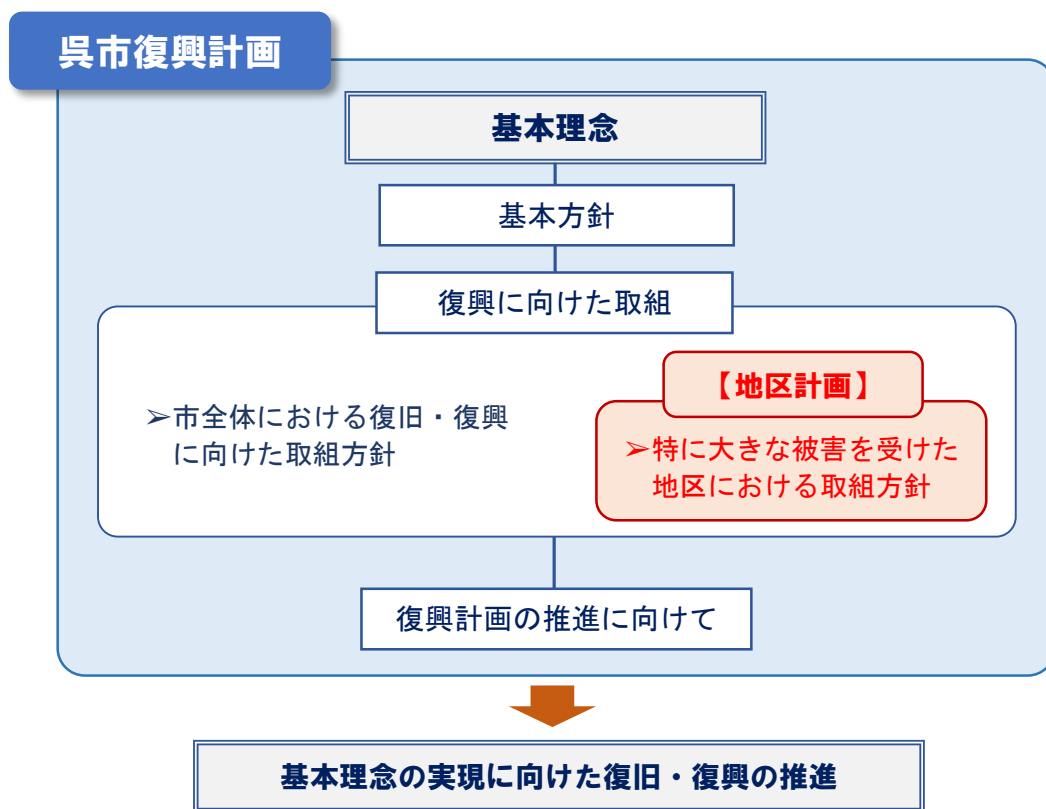 呉市復興計画
基本理念
基本方針
復興に向けた取組
➢市全体における復旧・復興
に向けた取組方針
【地区計画】
➢特に大きな被害を受けた
地区における取組方針
復興計画の推進に向けて
基本理念の実現に向けた復旧・復興の推進